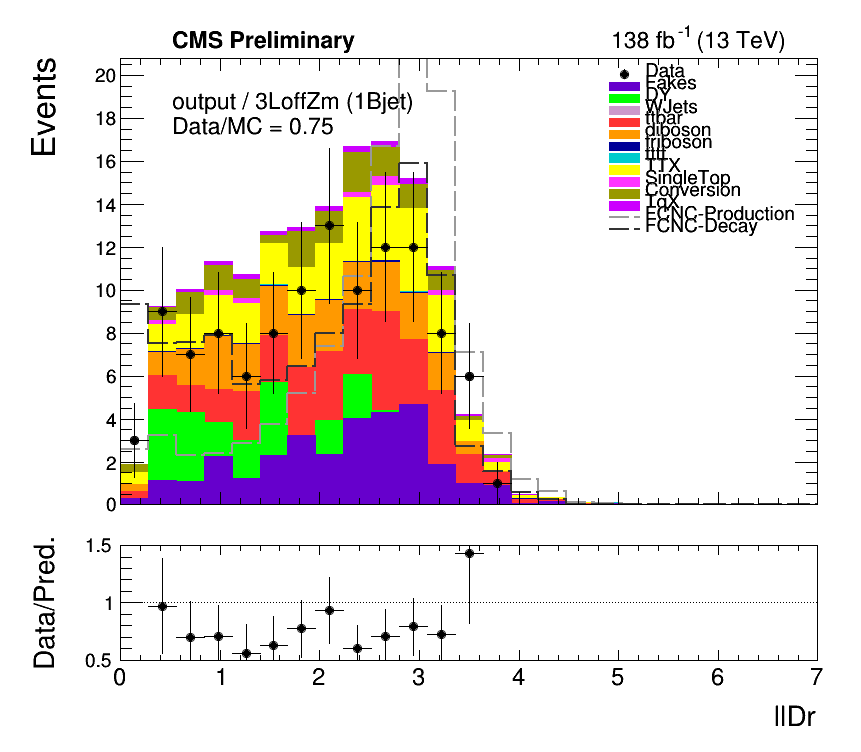 CMS Preliminary
138 fb-1 (13 TeV)
Events
output / 3LoffZm (1Bjet)
Data/MC = 0.75
Data
Fakes
DY
WJets
ttbar
diboson
triboson
tttt
TTX
SingleTop
Conversion
TqX
FCNC-Production
FCNC-Decay
20
18
16
14
12
10
8
6
4
2
0
Data/Pred.
1.5
1
0.5
0 1 2 3 4 5 6 7
llDr